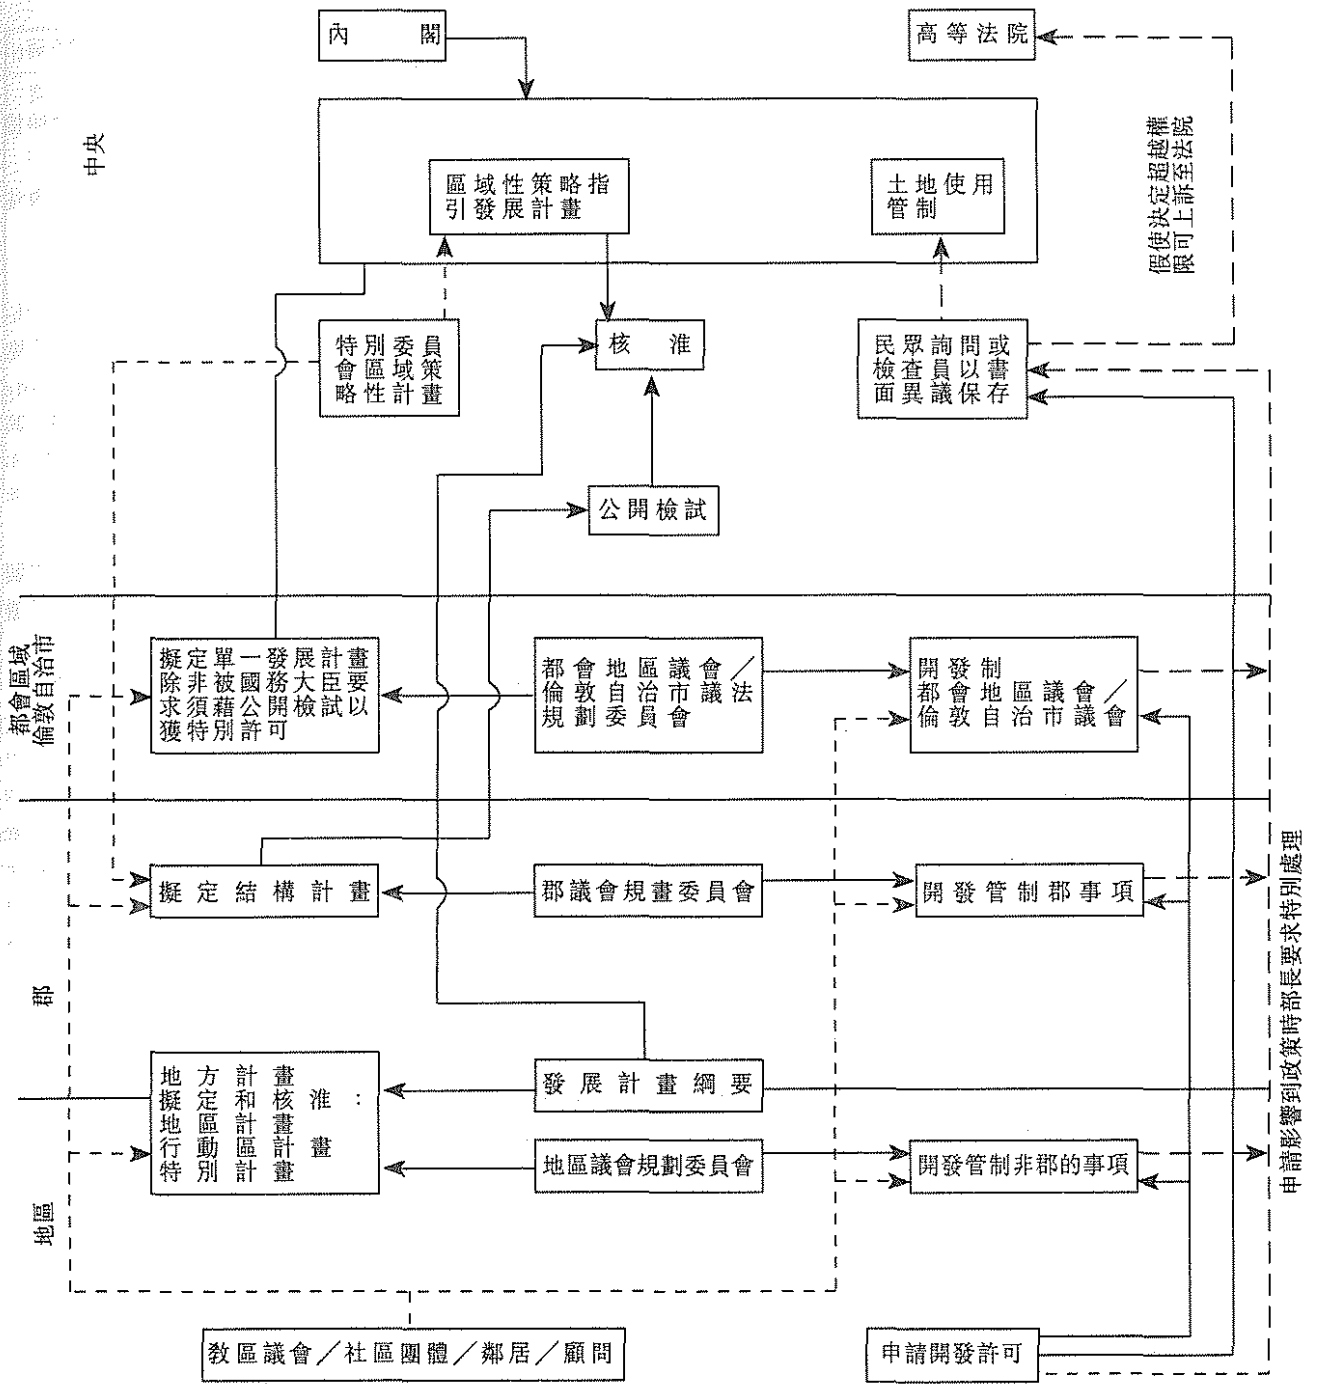 內 閣
高等法院
中央
區域性策略指
引發展計畫
土地使用
管制
假使決定超越權
限可上訴至法院
特別委員
會區域策
略性計畫
核 准
民眾詢問或
檢查員以書
面異議保存
公開檢試
都會區域
倫敦自治市
擬定單一發展計畫
除非被國務大臣要
求須藉公開檢試以
獲特別許可
都會地區議會／
倫敦自治市議法
規劃委員會
開發制
都會地區議會／
倫敦自治市議會
郡
擬定結構計畫
郡議會規畫委員會
開發管制郡事項
申請影響到政策時部長要求特別處理
地方計畫
擬定和核准：
地區計畫
行動區計畫
特別計畫
發展計畫綱要
地區
地區議會規劃委員會
開發管制非郡的事項
教區議會／社區團體／鄰居／顧問
申請開發許可